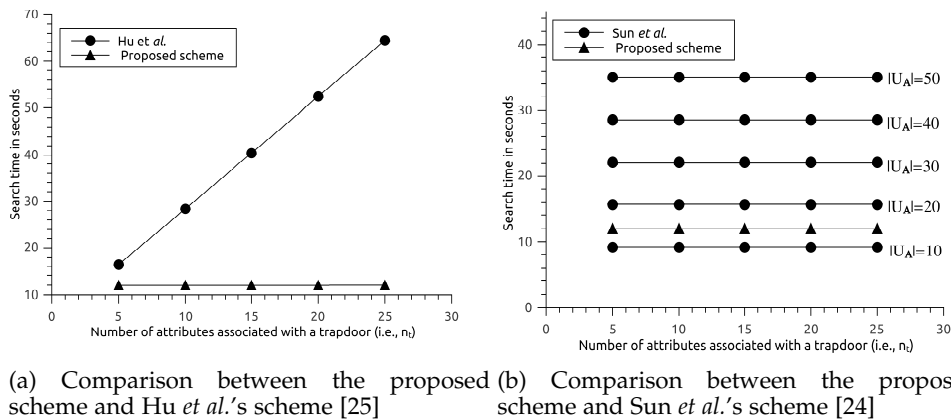 70
60
50
40
30
20
10
0
5
10
15
20
25
30
Search time in seconds
Hu et al.
Proposed scheme
Number of attributes associated with a trapdoor (i.e., nt)
40
30
20
10
0
0
5
10
15
20
25
30
Search time in seconds
Sun et al.
Proposed scheme
|UA|=50
|UA|=40
|UA|=30
|UA|=20
|UA|=10
Number of attributes associated with a trapdoor (i.e., nt)
(a) Comparison between the proposed
scheme and Hu et al.'s scheme [25]
(b) Comparison between the propos
scheme and Sun et al.'s scheme [24]